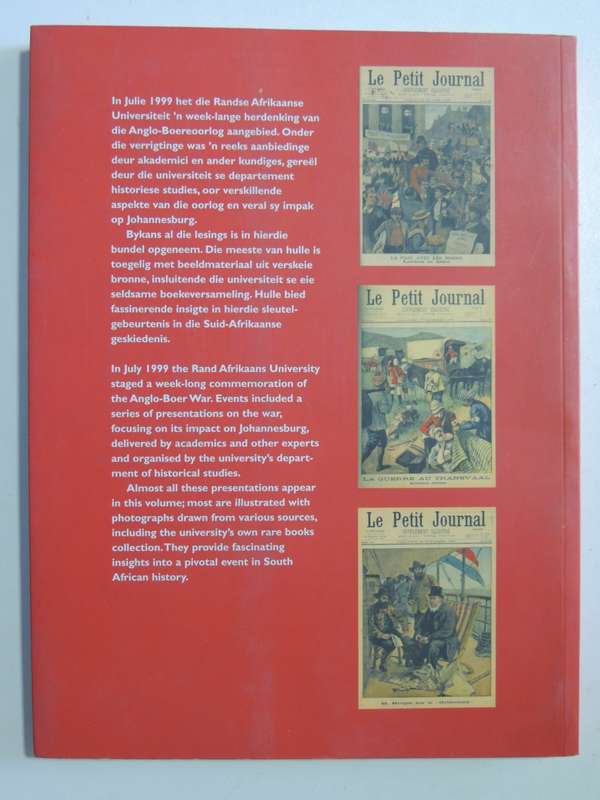 In Julie 1999 het die Randse Afrikaanse
Universiteit 'n week-lange herdenking van
die Anglo-Boereoorlog aangebied. Onder
die verrigtinge was 'n reeks aanbiedinge
deur akademici en ander kundiges, gereël
deur die universiteit se departement
historiese studies, oor verskillende
aspekte van die oorlog en veral sy impak
op Johannesburg.
Bykans al die lesings is in hierdie
bundel opgeneem. Die meeste van hulle is
toegelig met beeldmateriaal uit verskeie
bronne, insluitende die universiteit se eie
seldsame boekeversameling. Hulle bied
fassinerende insigte in hierdie sleutel-
gebeurtenis in die Suid-Afrikaanse
geskiedenis.
In July 1999 the Rand Afrikaans University
staged a week-long commemoration of
the Anglo-Boer War. Events included a
series of presentations on the war,
focusing on its impact on Johannesburg,
delivered by academics and other experts
and organised by the university's depart-
ment of historical studies.
Almost all these presentations appear
in this volume; most are illustrated with
photographs drawn from various sources,
including the university's own rare books
collection. They provide fascinating
insights into a pivotal event in South
African history.
Le Petit Journal
SUPPLÉMENT ILLUSTRÉ
Le Petit Journal
SUPPLÉMENT ILLUSTRÉ
LA GUERRE AU TRANSVAAL
Le Petit Journal
SUPPLÉMENT ILLUSTRÉ